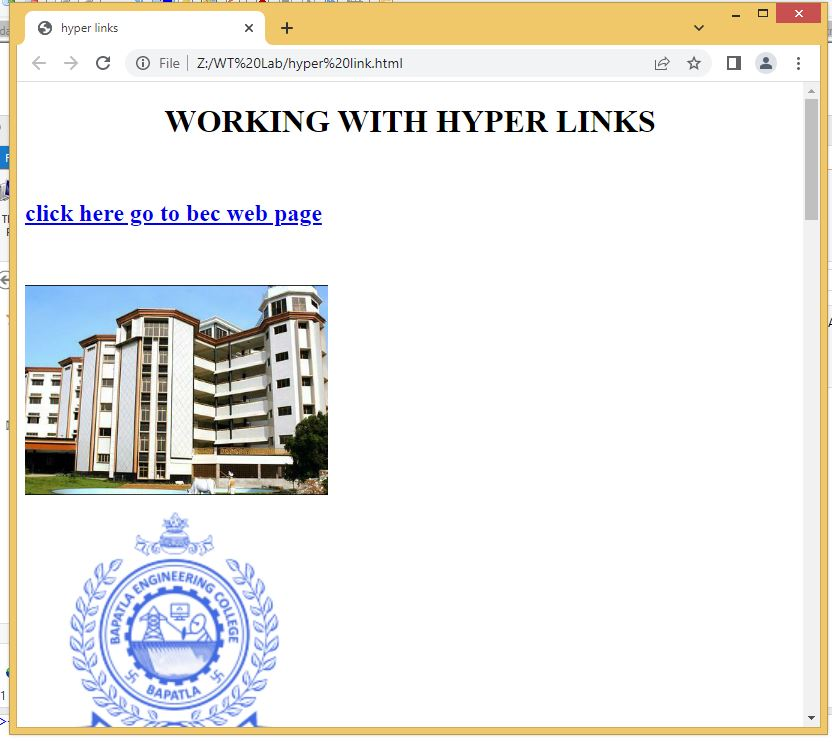 hyper links
File
Z:/WT%20Lab/hyper%20link.html
WORKING WITH HYPER LINKS
click here go to bec web page
BAPATLA ENGINEERING COLLEGE
BAPATLA